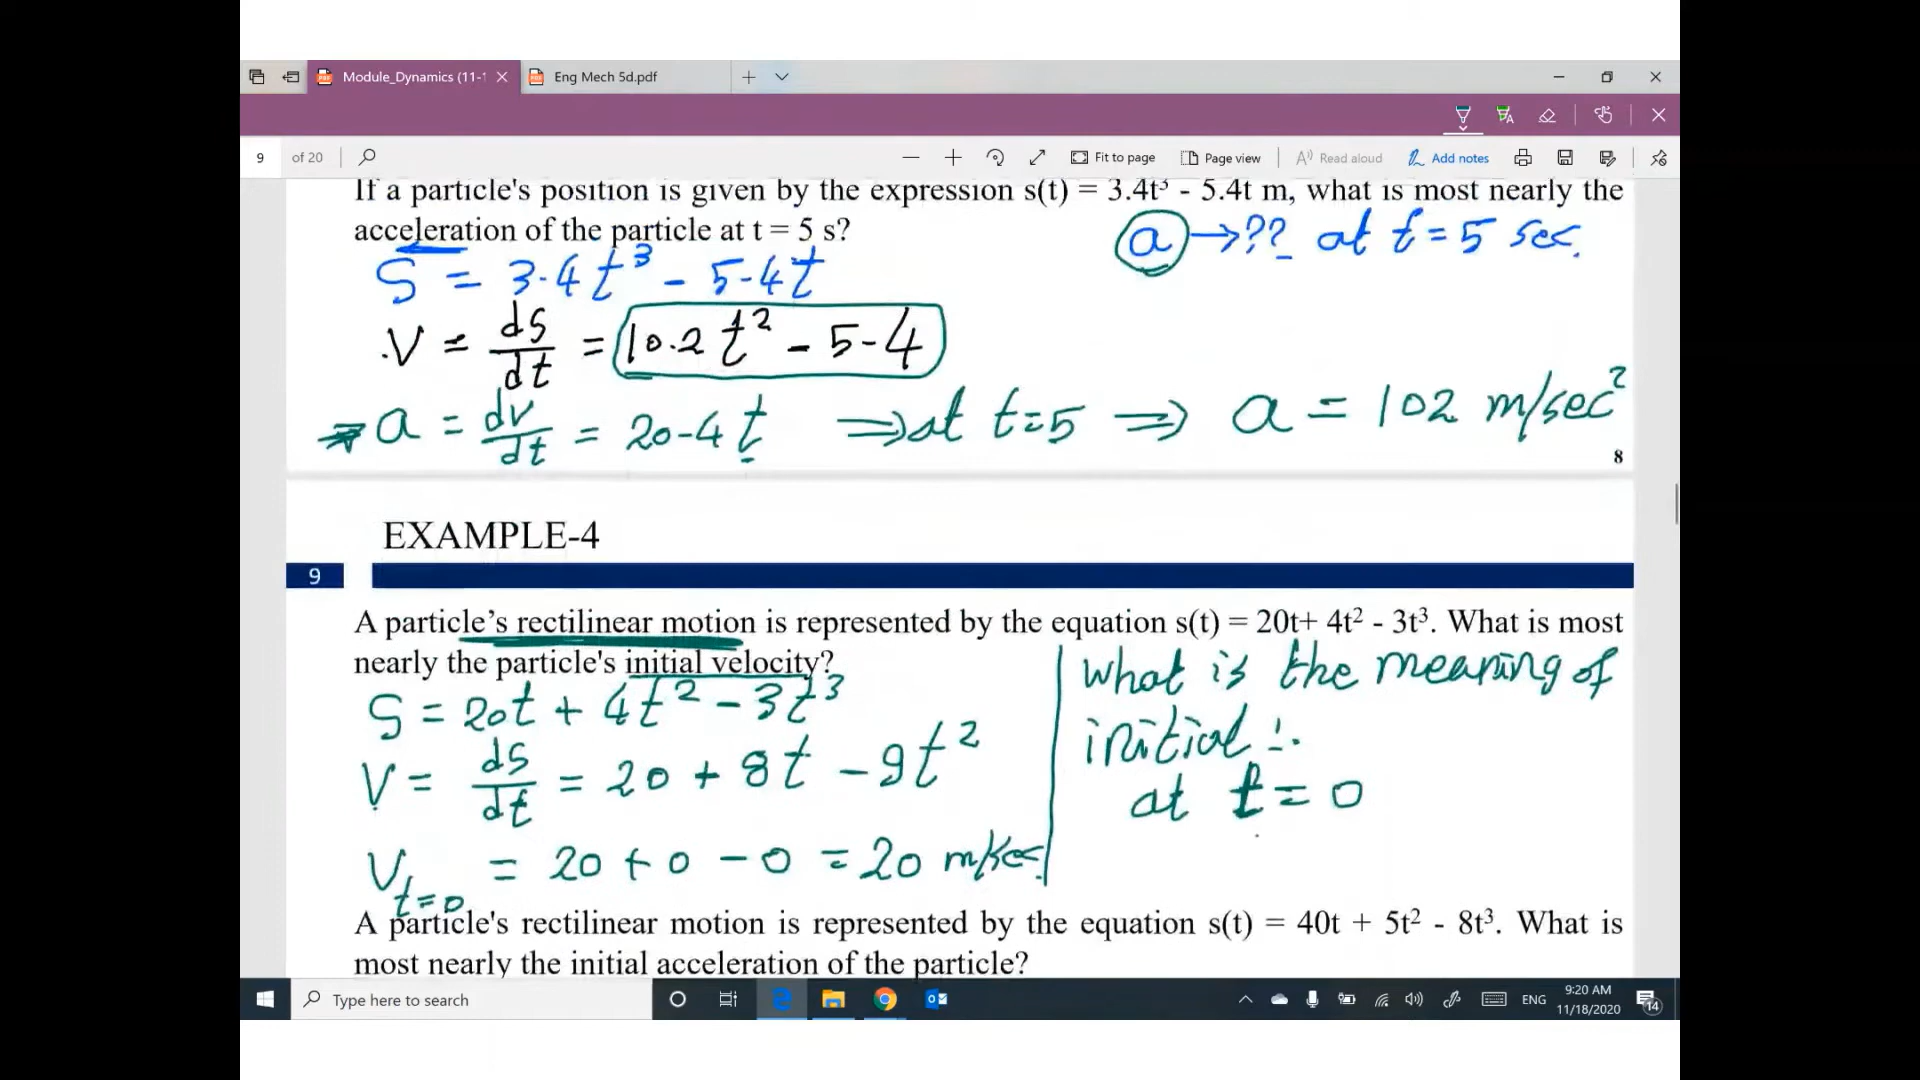 Module_Dynamics (11-1
Eng Mech 5d.pdf
9 of 20
Fit to page
Page view
Read aloud
Add notes
If a particle's position is given by the expression s(t) = 3.4t³ - 5.4t m, what is most nearly the
acceleration of the particle at t = 5 s?
a →?? at t = 5 sec.
S = 3.4t³ - 5.4t
V = ds/dt = 10.2t² - 5.4
a = dv/dt = 20.4t ⇒ at t=5 ⇒ a = 102 m/sec²
8
EXAMPLE-4
9
A particle’s rectilinear motion is represented by the equation s(t) = 20t+ 4t² - 3t³. What is most
nearly the particle's initial velocity?
S = 20t + 4t² - 3t³
V = ds/dt = 20 + 8t - 9t²
V t=0 = 20 + 0 - 0 = 20 m/sec.
what is the meaning of
initial :.
at t = 0
A particle's rectilinear motion is represented by the equation s(t) = 40t + 5t² - 8t³. What is
most nearly the initial acceleration of the particle?
Type here to search
ENG
9:20 AM
11/18/2020
14